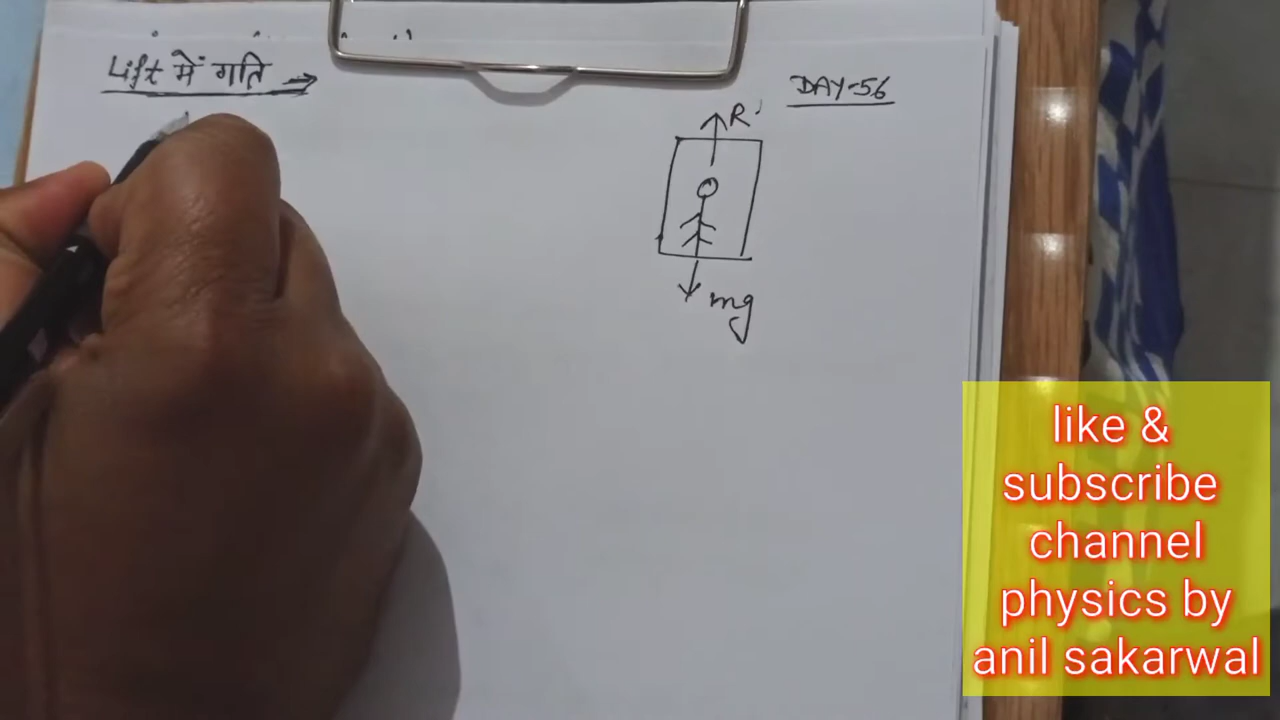 Lift में गति →
DAY-56
R
mg
like &
subscribe
channel
physics by
anil sakarwal